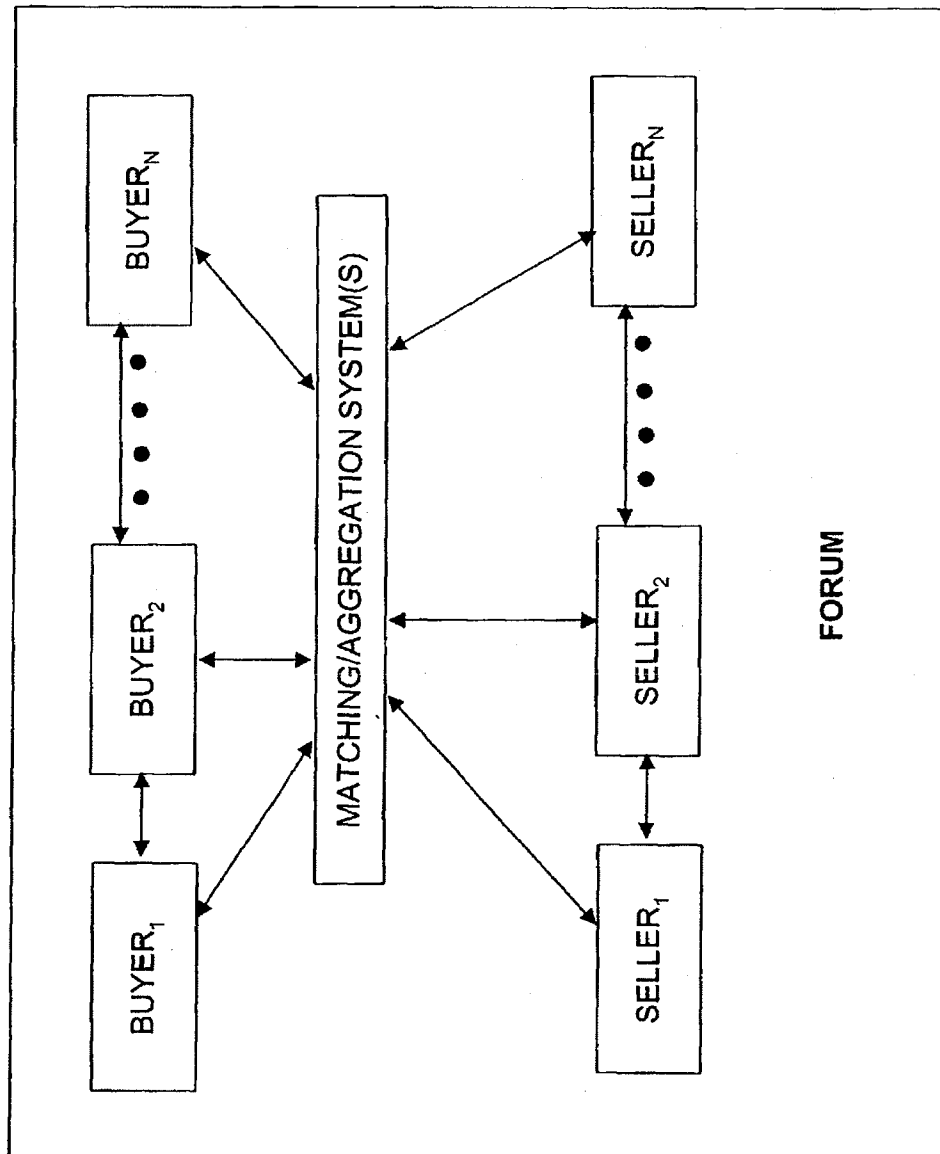 BUYER₁
BUYER₂
BUYERₙ
MATCHING/AGGREGATION SYSTEM(S)
SELLER₁
SELLER₂
SELLERₙ
FORUM